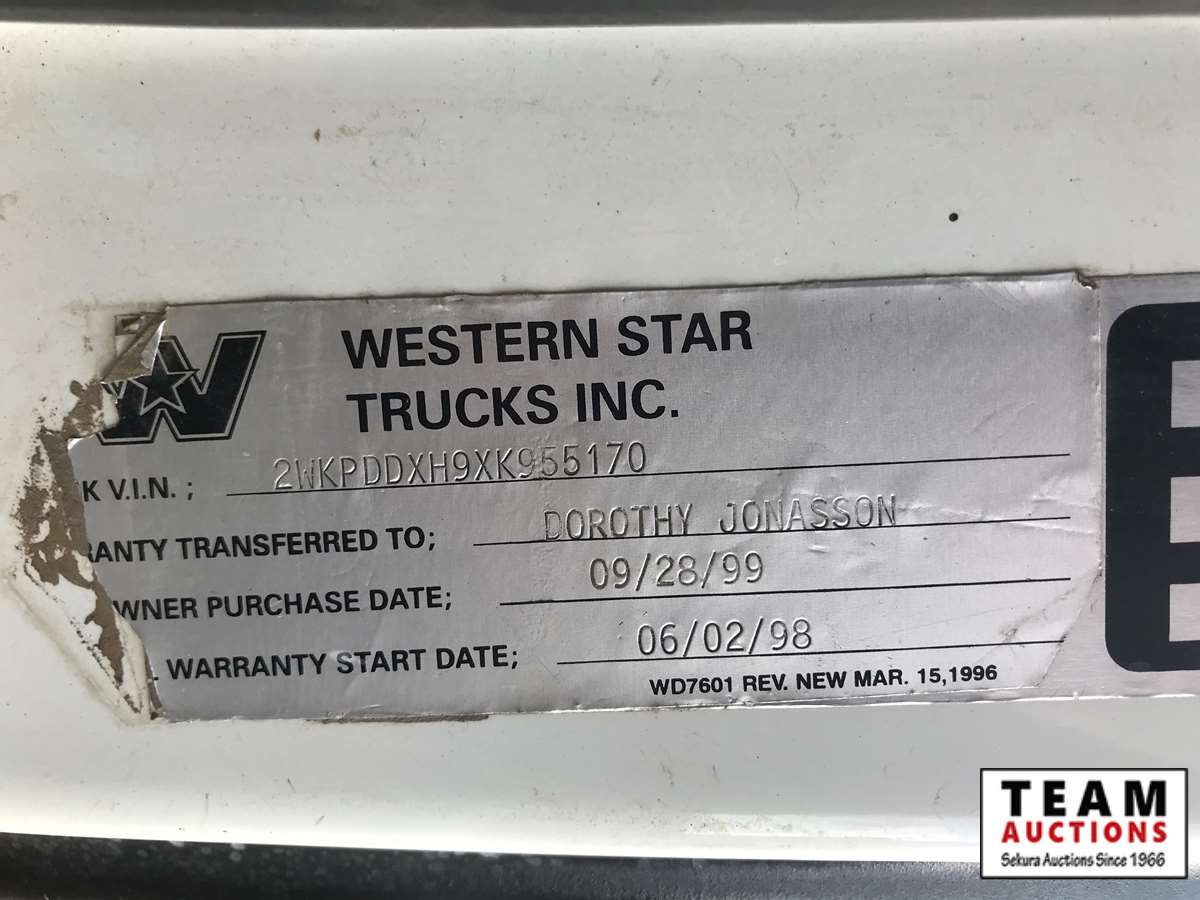 W
WESTERN STAR
TRUCKS INC.
K V.I.N. ; 2WKPDDXH9XK955170
RANTY TRANSFERRED TO; DOROTHY JONASSON
WNER PURCHASE DATE; 09/28/99
L WARRANTY START DATE; 06/02/98
WD7601 REV. NEW MAR. 15,1996
TEAM
AUCTIONS
Sekura Auctions Since 1966